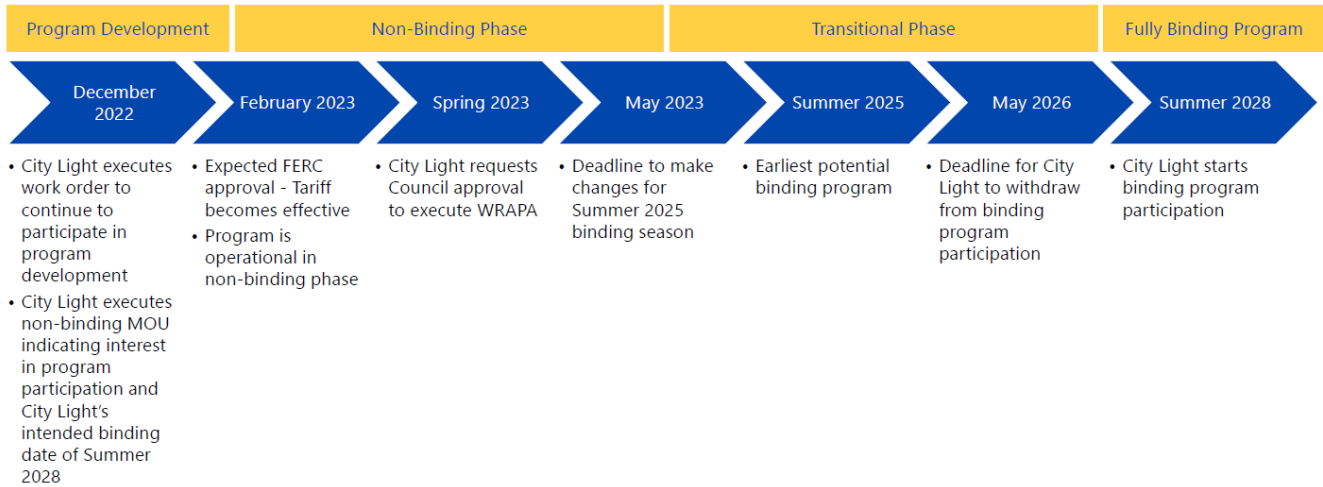 Program Development
Non-Binding Phase
Transitional Phase
Fully Binding Program
December
2022
February 2023
Spring 2023
May 2023
Summer 2025
May 2026
Summer 2028
• City Light executes
work order to
continue to
participate in
program
development
• City Light executes
non-binding MOU
indicating interest
in program
participation and
City Light's
intended binding
date of Summer
2028
• Expected FERC
approval - Tariff
becomes effective
• Program is
operational in
non-binding phase
• City Light requests
Council approval
to execute WRAPA
• Deadline to make
changes for
Summer 2025
binding season
• Earliest potential
binding program
• Deadline for City
Light to withdraw
from binding
program
participation
• City Light starts
binding program
participation